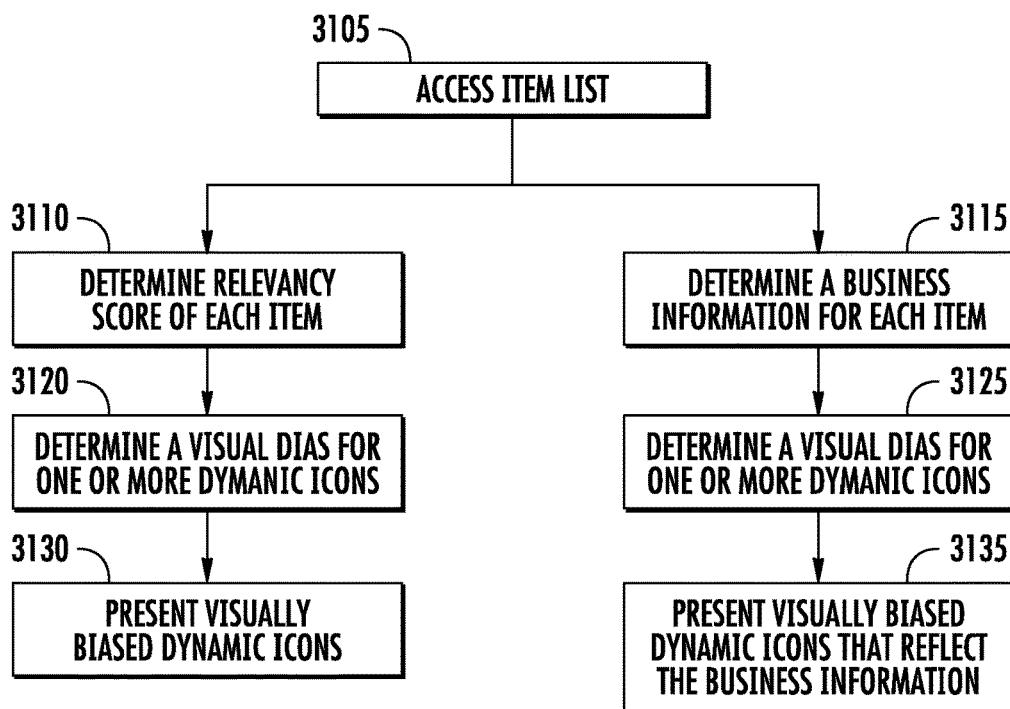 3105
ACCESS ITEM LIST
3110
DETERMINE RELEVANCY
SCORE OF EACH ITEM
3115
DETERMINE A BUSINESS
INFORMATION FOR EACH ITEM
3120
DETERMINE A VISUAL DIAS FOR
ONE OR MORE DYMANIC ICONS
3125
DETERMINE A VISUAL DIAS FOR
ONE OR MORE DYMANIC ICONS
3130
PRESENT VISUALLY
BIASED DYNAMIC ICONS
3135
PRESENT VISUALLY BIASED
DYNAMIC ICONS THAT REFLECT
THE BUSINESS INFORMATION